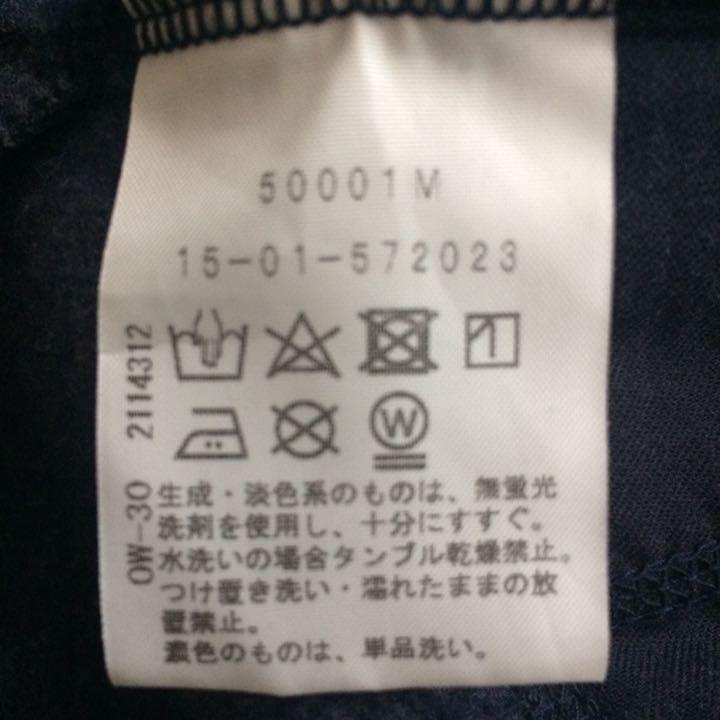 50001M
15-01-572023
2114312
W
OW-30
生成・淡色系のものは、無蛍光
洗剤を使用し、十分にすすぐ。
水洗いの場合タンブル乾燥禁止。
つけ置き洗い・濡れたままの放
置禁止。
濃色のものは、単品洗い。